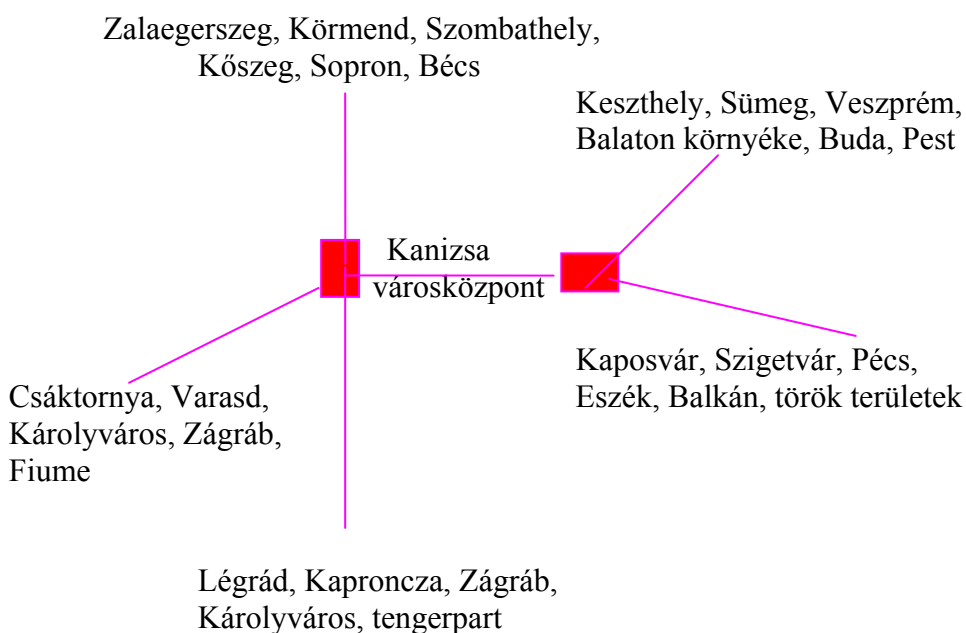 Zalaegerszeg, Körmend, Szombathely,
Kőszeg, Sopron, Bécs
Keszthely, Sümeg, Veszprém,
Balaton környéke, Buda, Pest
Kanizsa
városközpont
Kaposvár, Szigetvár, Pécs,
Eszék, Balkán, török területek
Csáktornya, Varasd,
Károlyváros, Zágráb,
Fiume
Légrád, Kaproncza, Zágráb,
Károlyváros, tengerpart